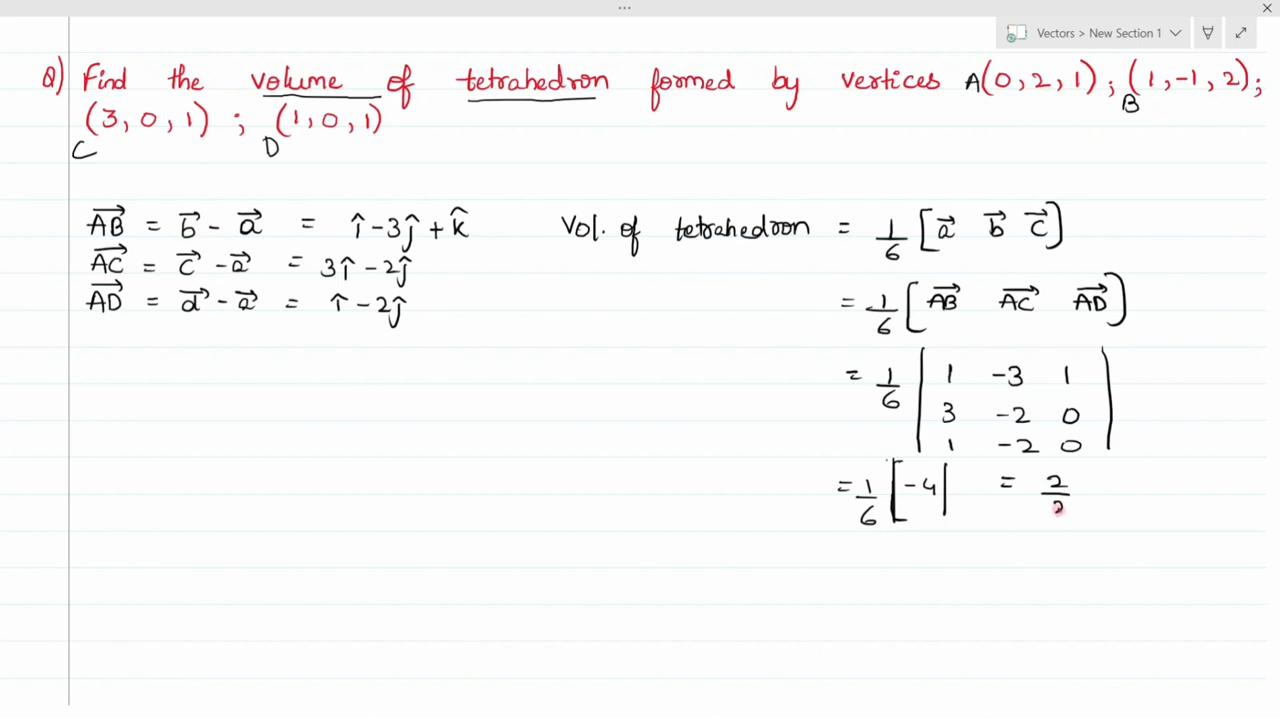 Vectors > New Section 1
Q) Find the volume of tetrahedron formed by vertices A(0, 2, 1) ; (1, -1, 2) ;
B
(3, 0, 1) ; (1, 0, 1)
C D
AB = b - a = î - 3ĵ + k̂
AC = c - a = 3î - 2ĵ
AD = d - a = î - 2ĵ
Vol. of tetrahedron = 1/6 [a b c]
= 1/6 [AB AC AD]
= 1/6 | 1 -3 1
3 -2 0
1 -2 0 |
= 1/6 [-4| = 2/2